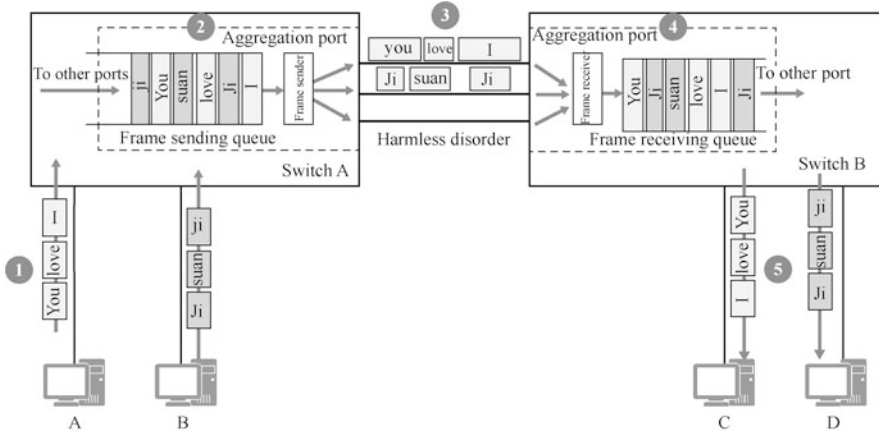 2
3
4
Aggregation port
you love I
Aggregation port
To other ports
ji You suan love Ji I
Frame sender
Ji suan Ji
Frame receiver
You Ji suan love I Ji
To other port
Frame sending queue
Harmless disorder
Frame receiving queue
Switch A
Switch B
1
I
love
You
ji
suan
Ji
You
love
I
5
ji
suan
Ji
A
B
C
D